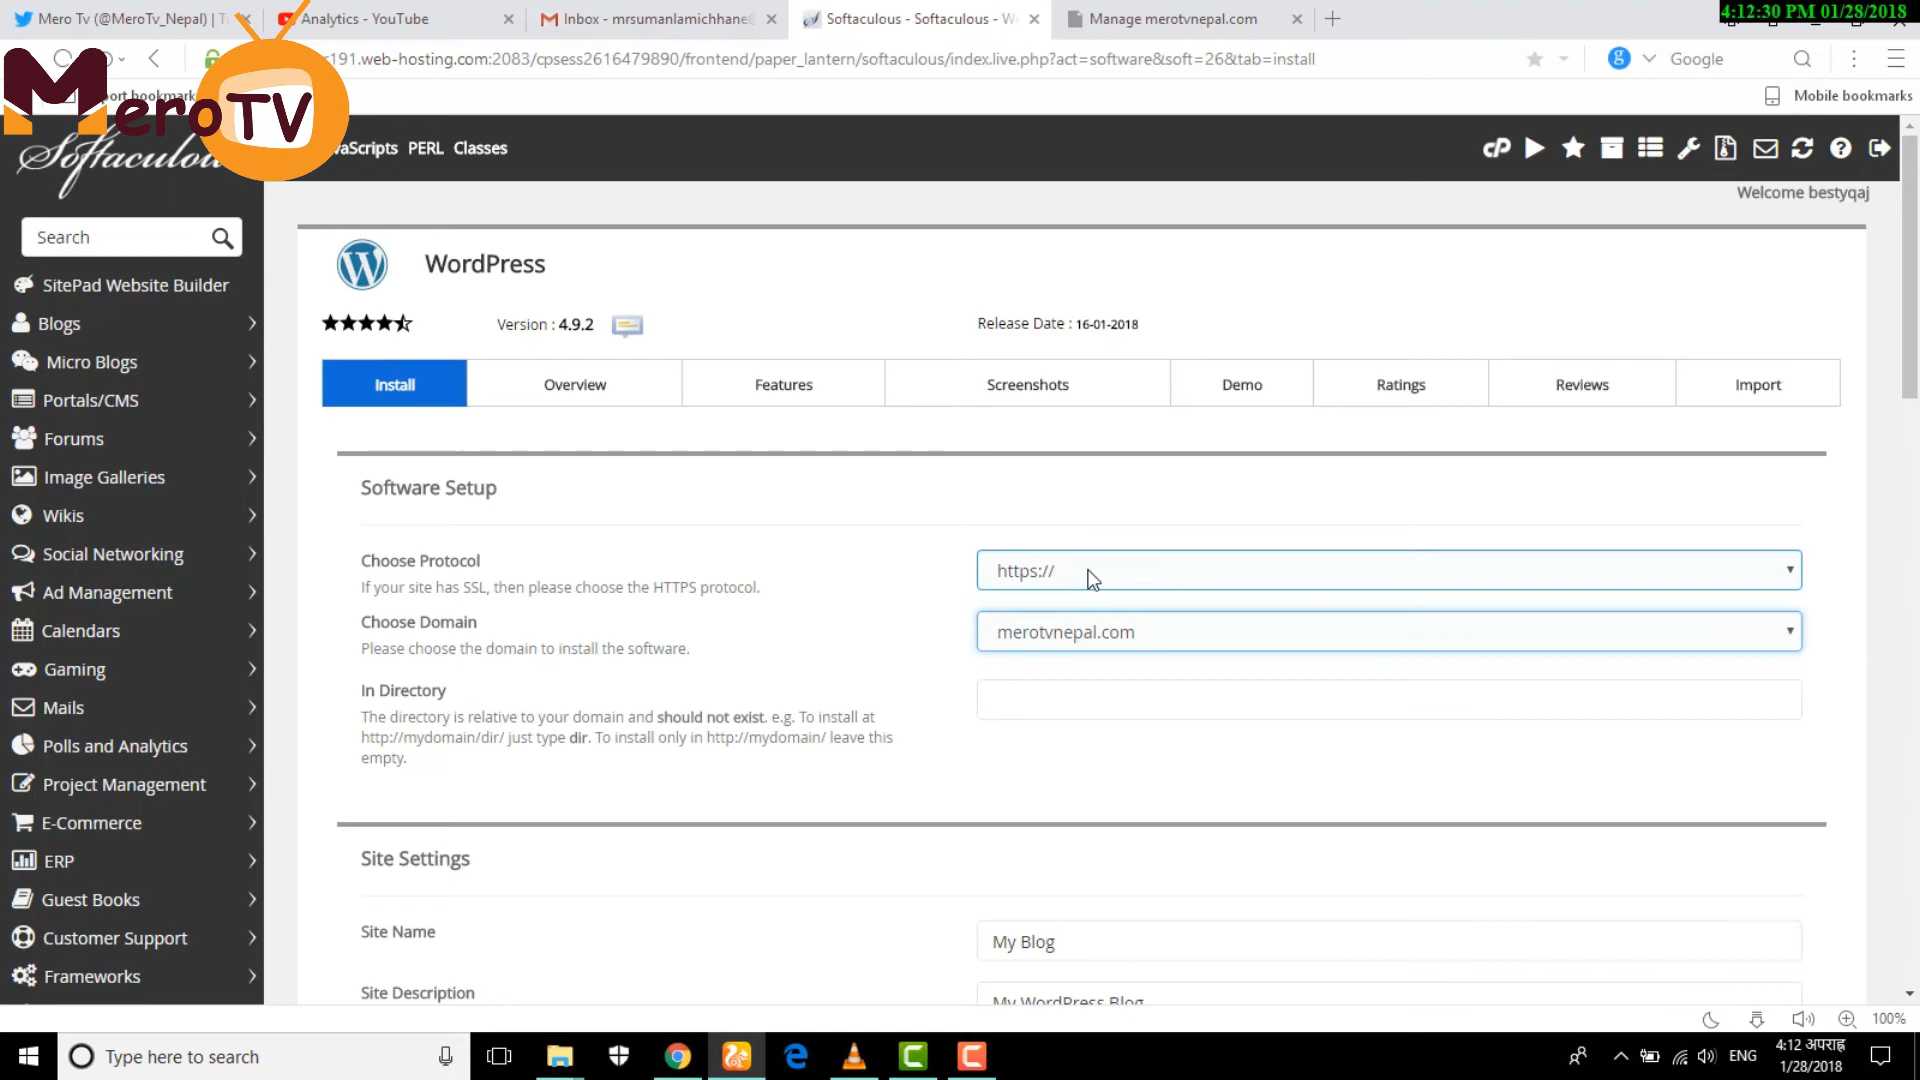 4:12:30 PM 01/28/2018
Mero Tv (@MeroTv_Nepal) | T
Analytics - YouTube
Inbox - mrsumanlamichhane@
Softaculous - Softaculous - W
Manage merotvnepal.com
191.web-hosting.com:2083/cpsess2616479890/frontend/paper_lantern/softaculous/index.live.php?act=software&soft=26&tab=install
Google
MeroTV
port bookmark
Mobile bookmarks
Softaculou
vaScripts PERL Classes
cP
Welcome bestyqaj
Search
SitePad Website Builder
Blogs
Micro Blogs
Portals/CMS
Forums
Image Galleries
Wikis
Social Networking
Ad Management
Calendars
Gaming
Mails
Polls and Analytics
Project Management
E-Commerce
ERP
Guest Books
Customer Support
Frameworks
WordPress
Version : 4.9.2
Release Date : 16-01-2018
Install Overview Features Screenshots Demo Ratings Reviews Import
Software Setup
Choose Protocol
If your site has SSL, then please choose the HTTPS protocol.
https://
Choose Domain
Please choose the domain to install the software.
merotvnepal.com
In Directory
The directory is relative to your domain and should not exist. e.g. To install at
http://mydomain/dir/ just type dir. To install only in http://mydomain/ leave this
empty.
Site Settings
Site Name
My Blog
Site Description
My WordPress Blog
100%
Type here to search
ENG
4:12 अपराह्न
1/28/2018